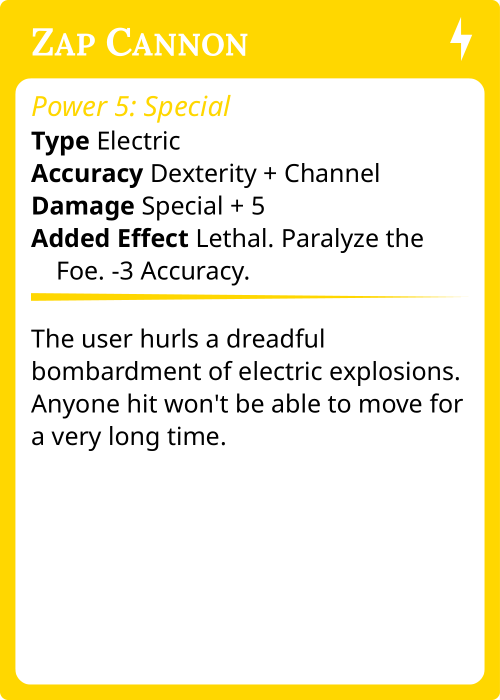 Zap Cannon
Power 5: Special
Type Electric
Accuracy Dexterity + Channel
Damage Special + 5
Added Effect Lethal. Paralyze the
Foe. -3 Accuracy.
The user hurls a dreadful
bombardment of electric explosions.
Anyone hit won't be able to move for
a very long time.